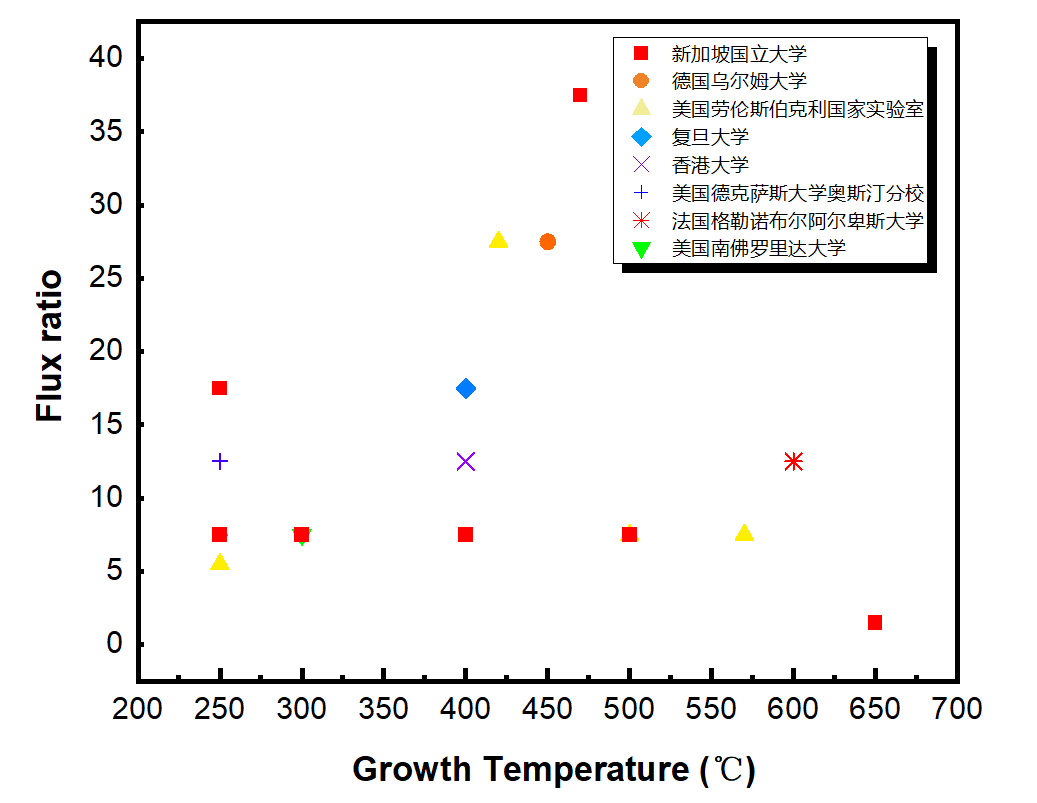 40
35
30
25
20
15
10
5
0
Flux ratio
新加坡国立大学
德国乌尔姆大学
美国劳伦斯伯克利国家实验室
复旦大学
香港大学
美国德克萨斯大学奥斯汀分校
法国格勒诺布尔阿尔卑斯大学
美国南佛罗里达大学
200 250 300 350 400 450 500 550 600 650 700
Growth Temperature (℃)